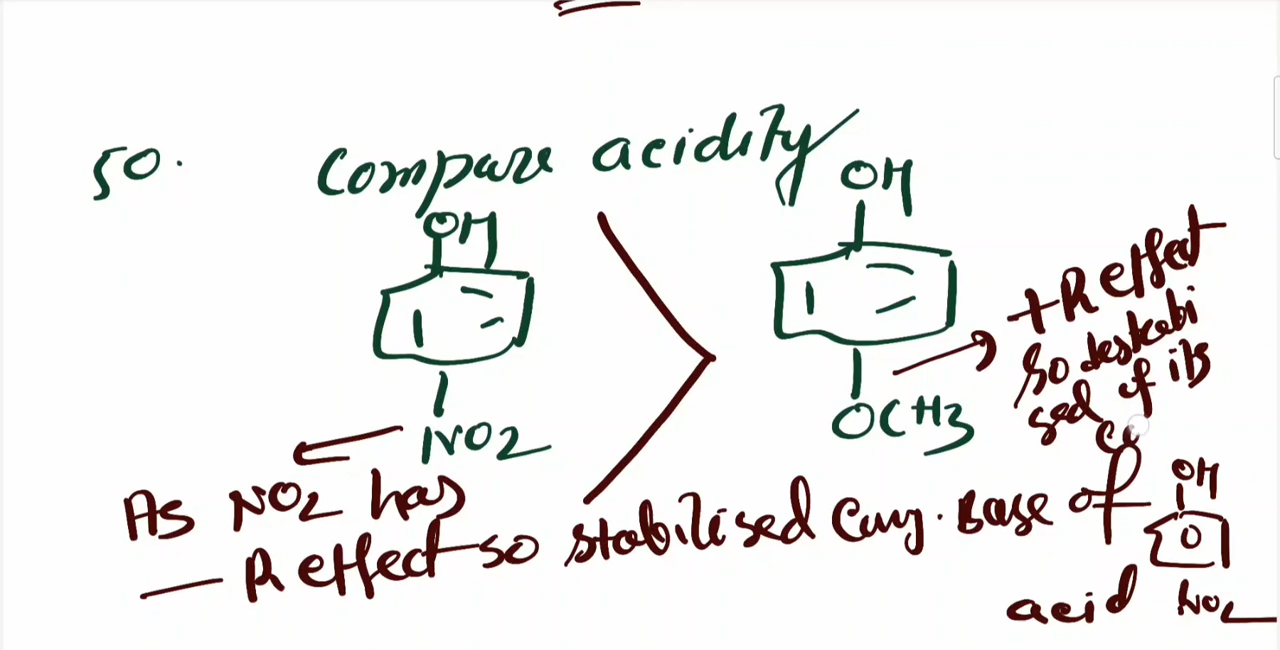 50. Compare acidity
OH
OH
NO2
OCH3
+R effect
so destabi
sed of its
co
As NO2 has
- R effect so stabilised Conj. Base of
acid
OH
NO2